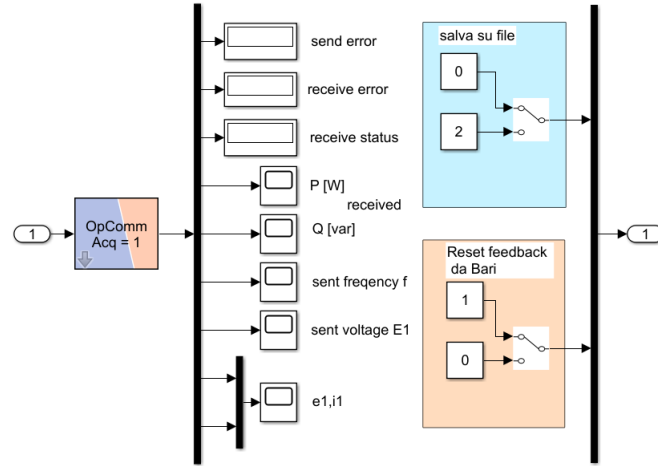 1
OpComm
Acq = 1
send error
receive error
receive status
P [W]
received
Q [var]
sent freqency f
sent voltage E1
e1,i1
salva su file
0
2
Reset feedback
da Bari
1
0
1